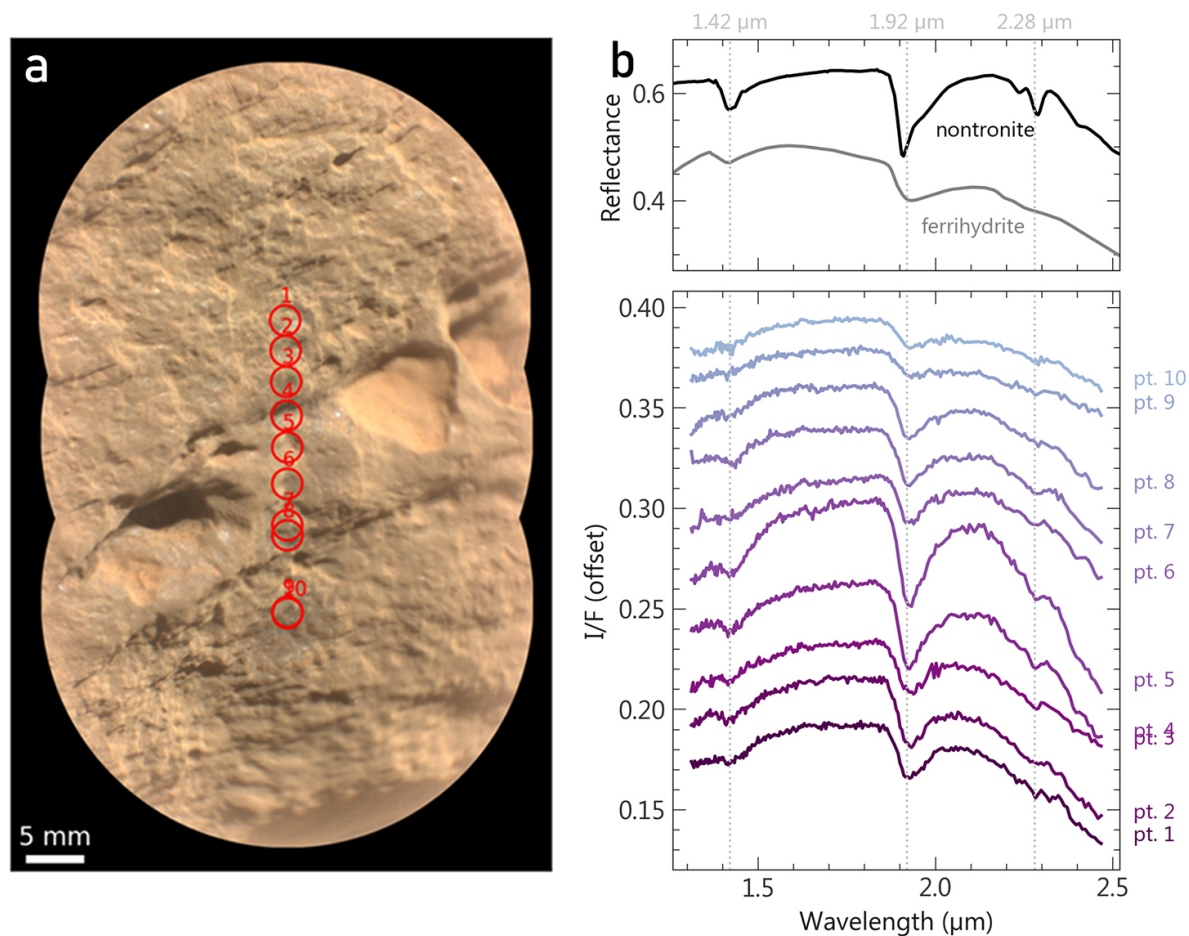 a
1
2
3
4
5
6
7
8
10
5 mm
b
1.42 µm
1.92 µm
2.28 µm
0.6
0.4
Reflectance
nontronite
ferrihydrite
0.40
0.35
0.30
0.25
0.20
0.15
I/F (offset)
pt. 10
pt. 9
pt. 8
pt. 7
pt. 6
pt. 5
pt. 4
pt. 3
pt. 2
pt. 1
1.5
2.0
2.5
Wavelength (µm)